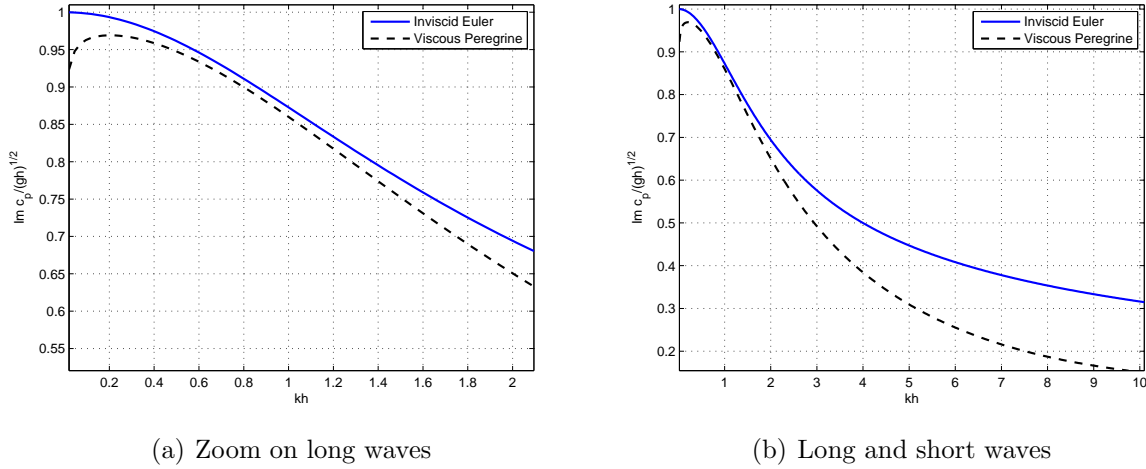 Inviscid Euler
Viscous Peregrine
1
0.95
0.9
0.85
0.8
0.75
0.7
0.65
0.6
0.55
Im c_p/(gh)^{1/2}
0.2 0.4 0.6 0.8 1 1.2 1.4 1.6 1.8 2
kh
(a) Zoom on long waves
Inviscid Euler
Viscous Peregrine
1
0.9
0.8
0.7
0.6
0.5
0.4
0.3
0.2
Im c_p/(gh)^{1/2}
1 2 3 4 5 6 7 8 9 10
kh
(b) Long and short waves